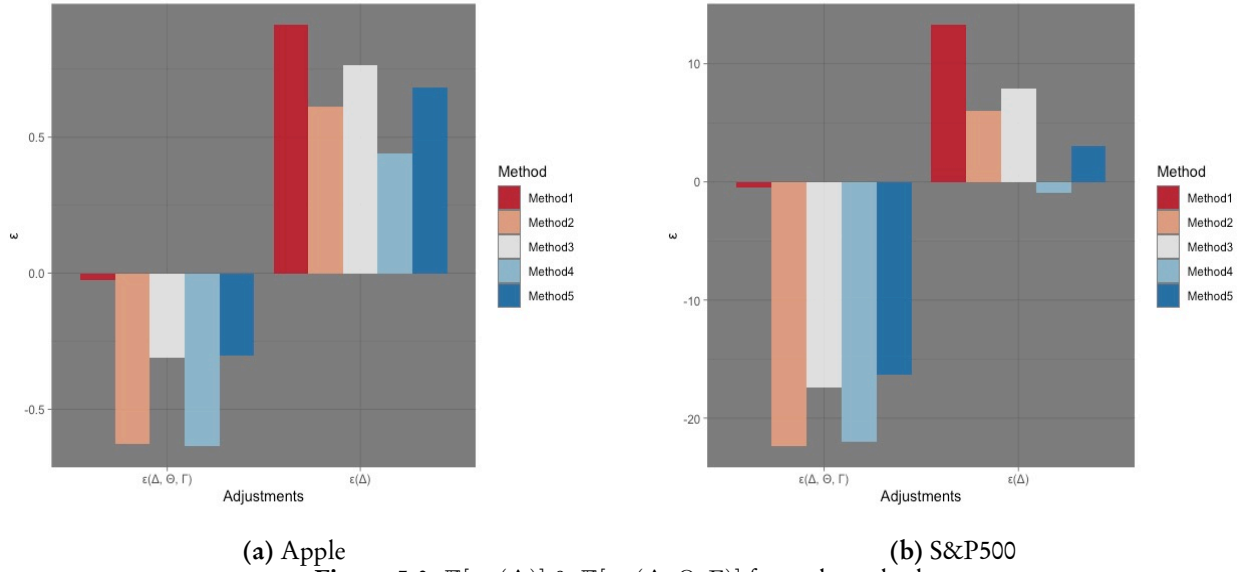 0.5
0.0
-0.5
ε
ε(Δ, Θ, Γ)
ε(Δ)
Adjustments
Method
Method1
Method2
Method3
Method4
Method5
(a) Apple
10
0
-10
-20
ε
ε(Δ, Θ, Γ)
ε(Δ)
Adjustments
Method
Method1
Method2
Method3
Method4
Method5
(b) S&P500